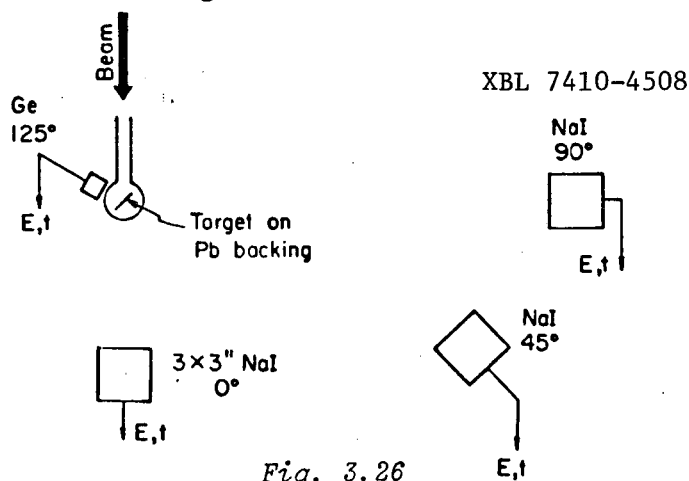 Beam
XBL 7410-4508
Ge
125°
E,t
Target on
Pb backing
NaI
90°
E,t
3×3" NaI
0°
E,t
NaI
45°
E,t
Fig. 3.26